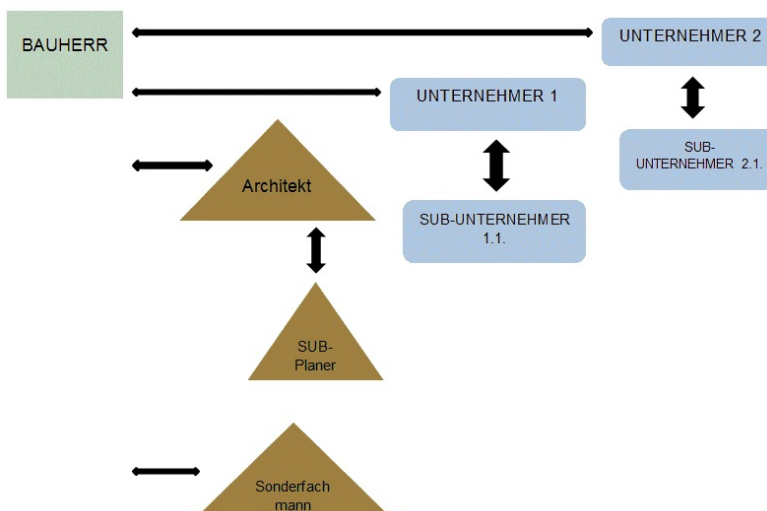 BAUHERR
UNTERNEHMER 2
UNTERNEHMER 1
SUB-
UNTERNEHMER 2.1.
Architekt
SUB-UNTERNEHMER
1.1.
SUB-
Planer
Sonderfach
mann